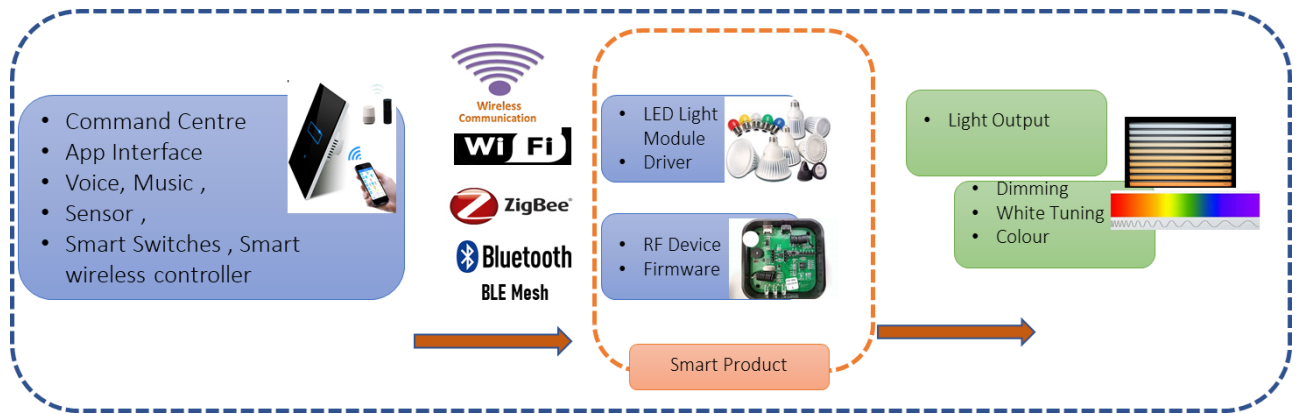 • Command Centre
• App Interface
• Voice, Music ,
• Sensor ,
• Smart Switches , Smart
wireless controller
Wireless
Communication
Wi Fi
ZigBee®
Bluetooth
BLE Mesh
• LED Light
Module
• Driver
• RF Device
• Firmware
Smart Product
• Light Output
• Dimming
• White Tuning
• Colour